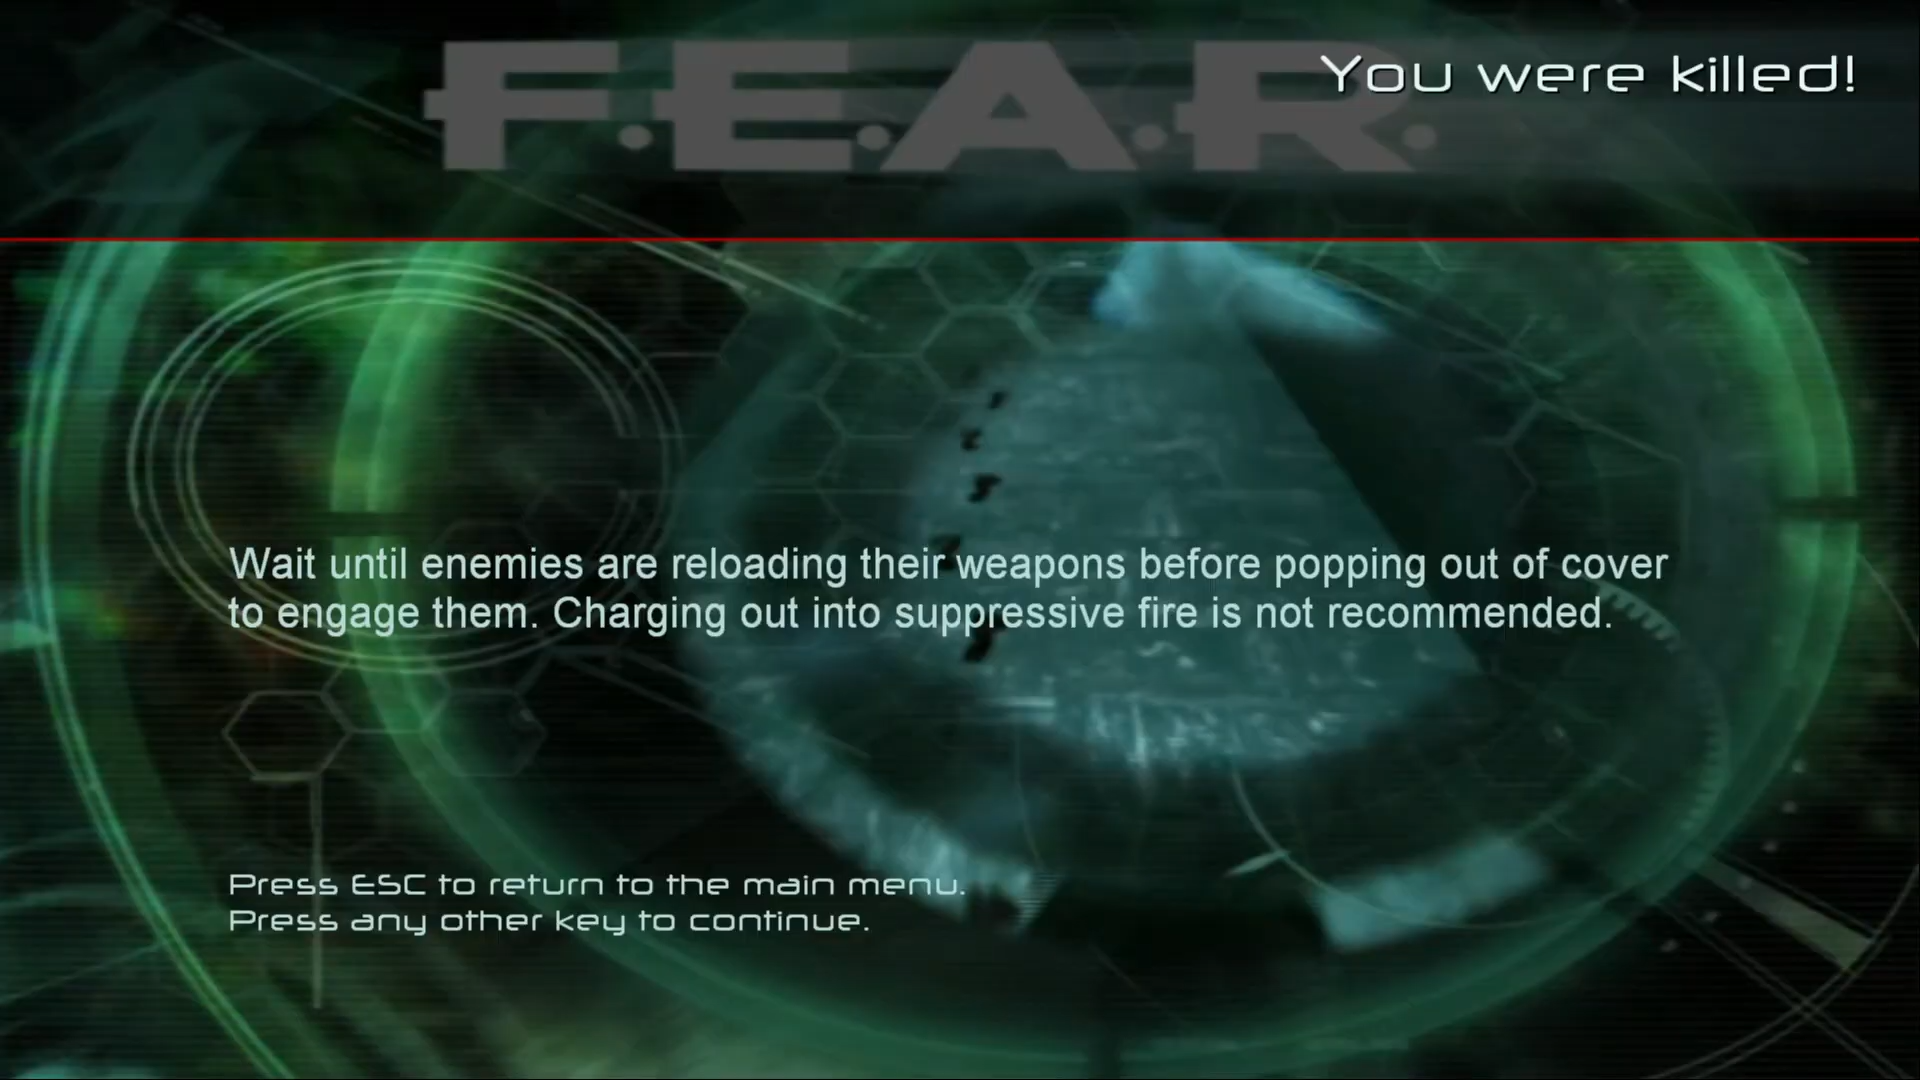 F.E.A.R.
You were killed!
Wait until enemies are reloading their weapons before popping out of cover
to engage them. Charging out into suppressive fire is not recommended.
Press ESC to return to the main menu.
Press any other key to continue.